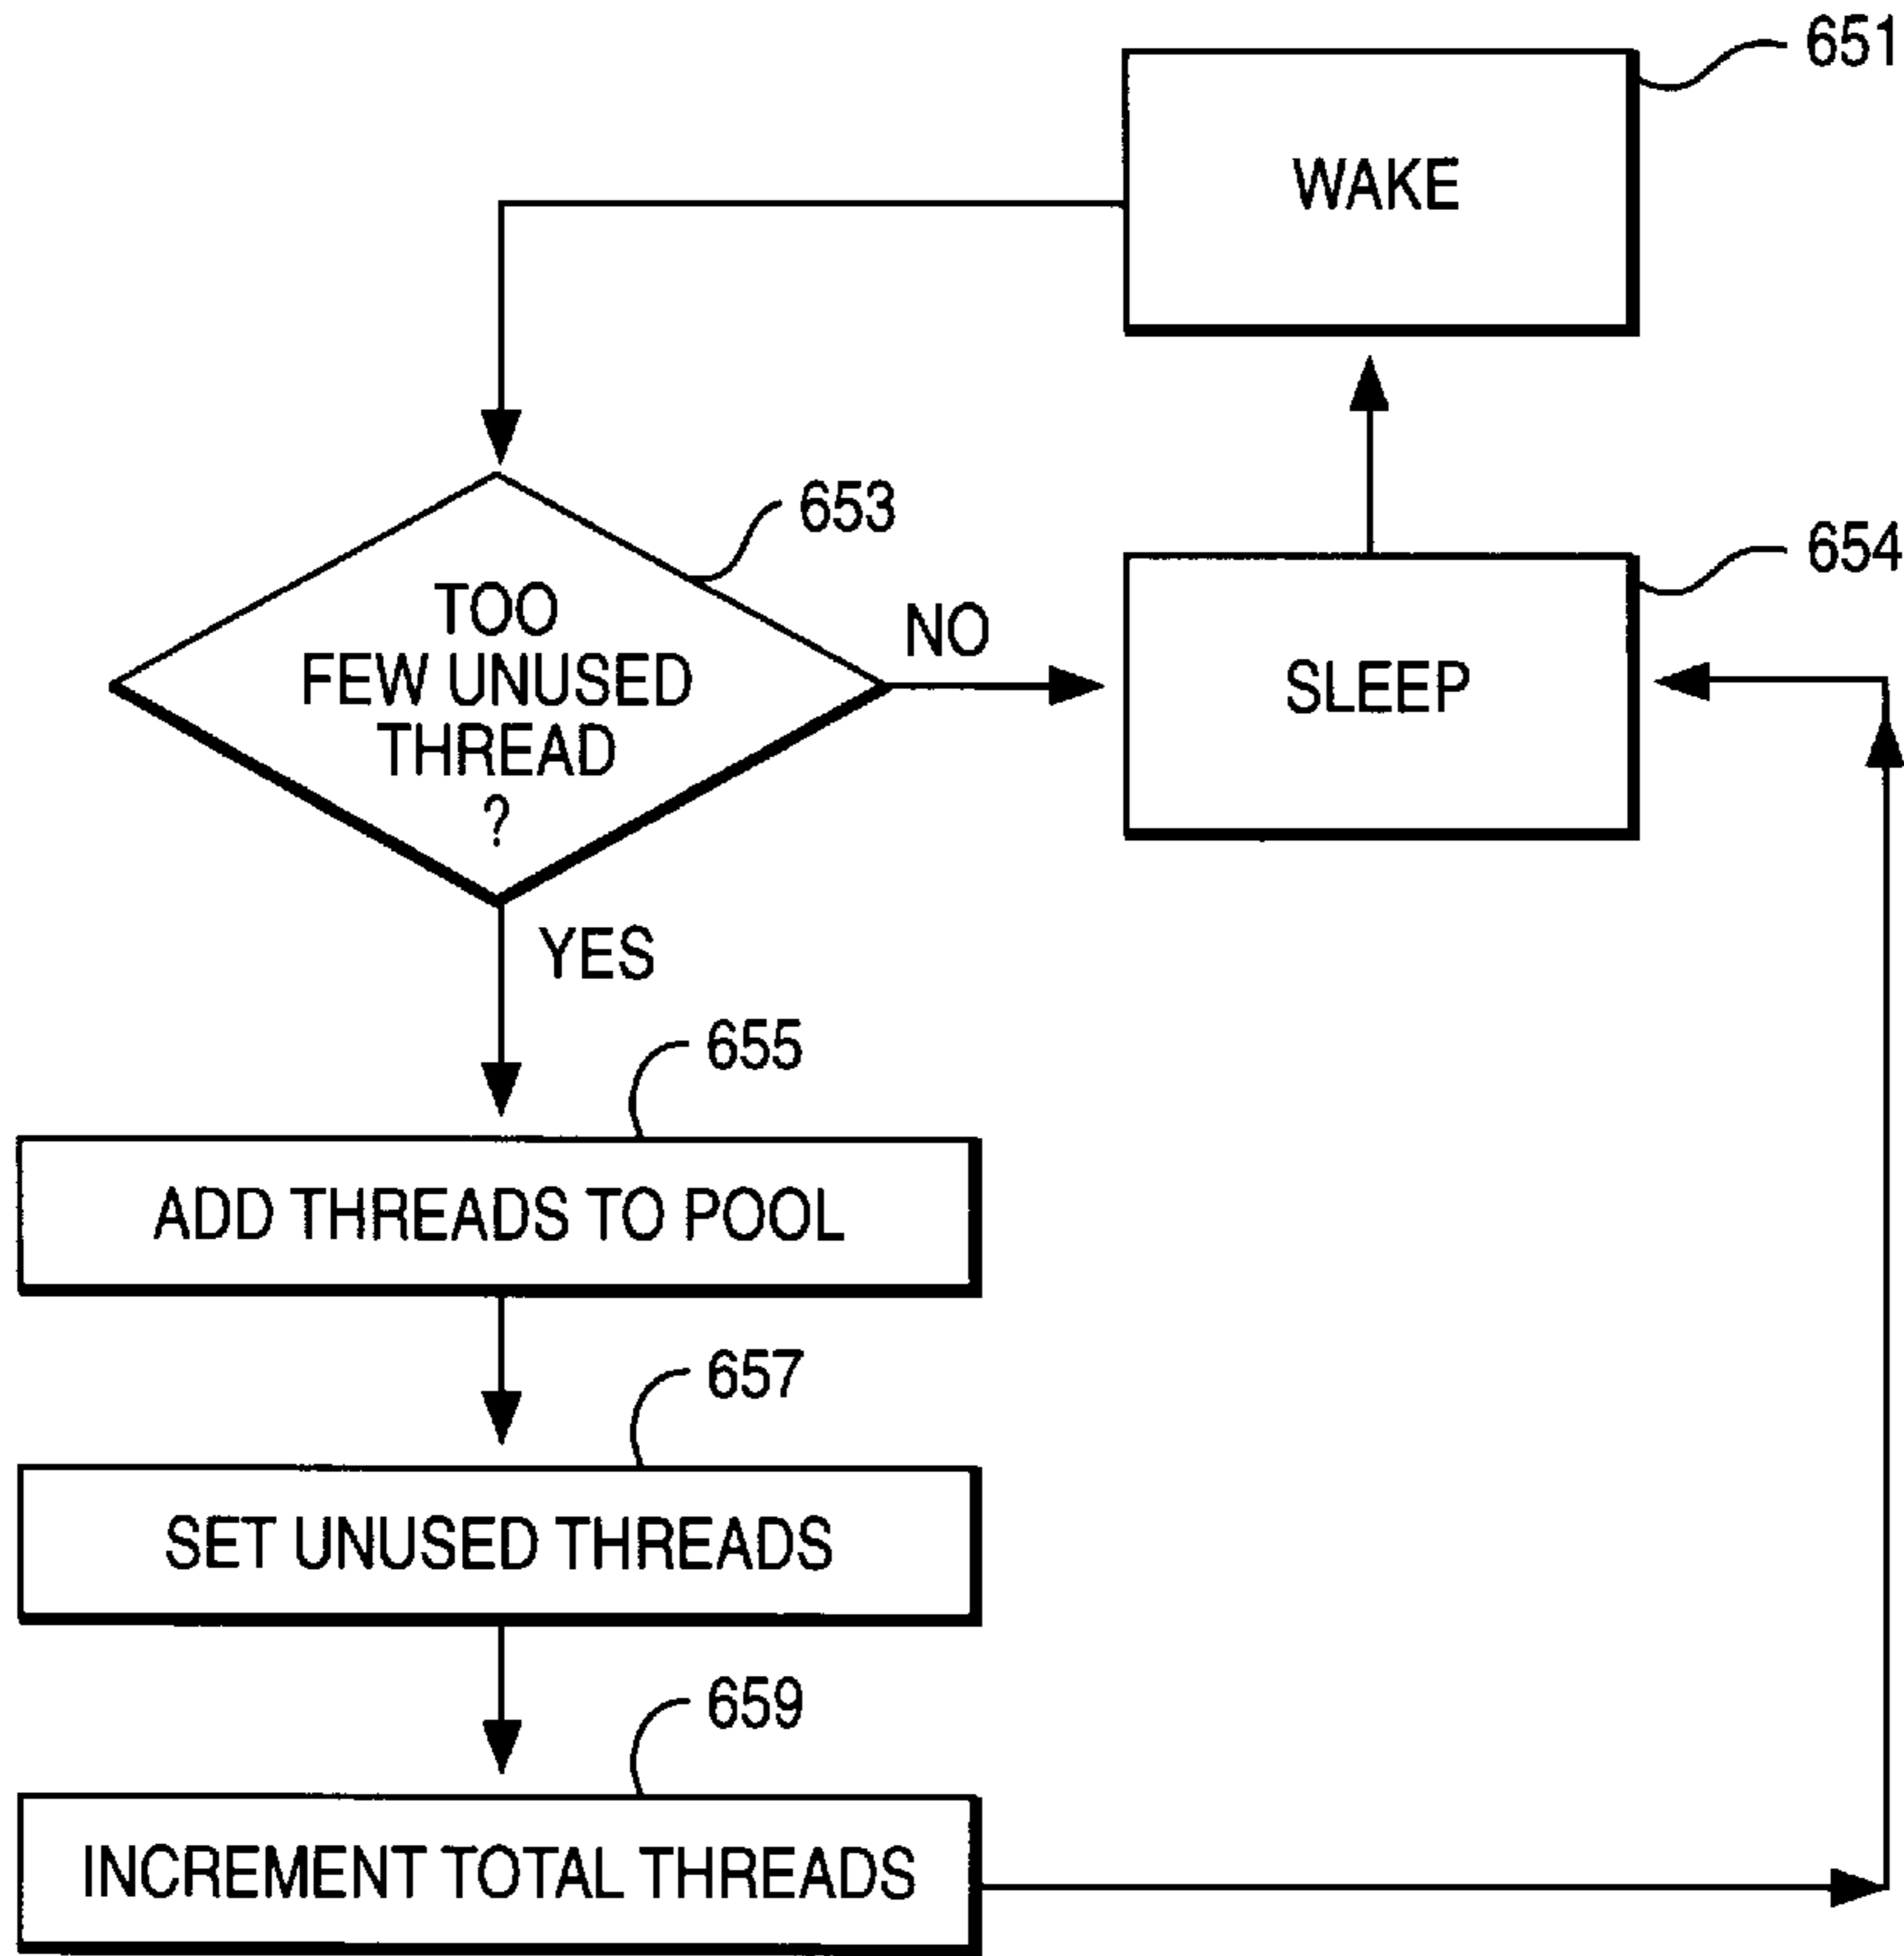 651
WAKE
653
TOO
FEW UNUSED
THREAD
?
NO
654
SLEEP
YES
655
ADD THREADS TO POOL
657
SET UNUSED THREADS
659
INCREMENT TOTAL THREADS